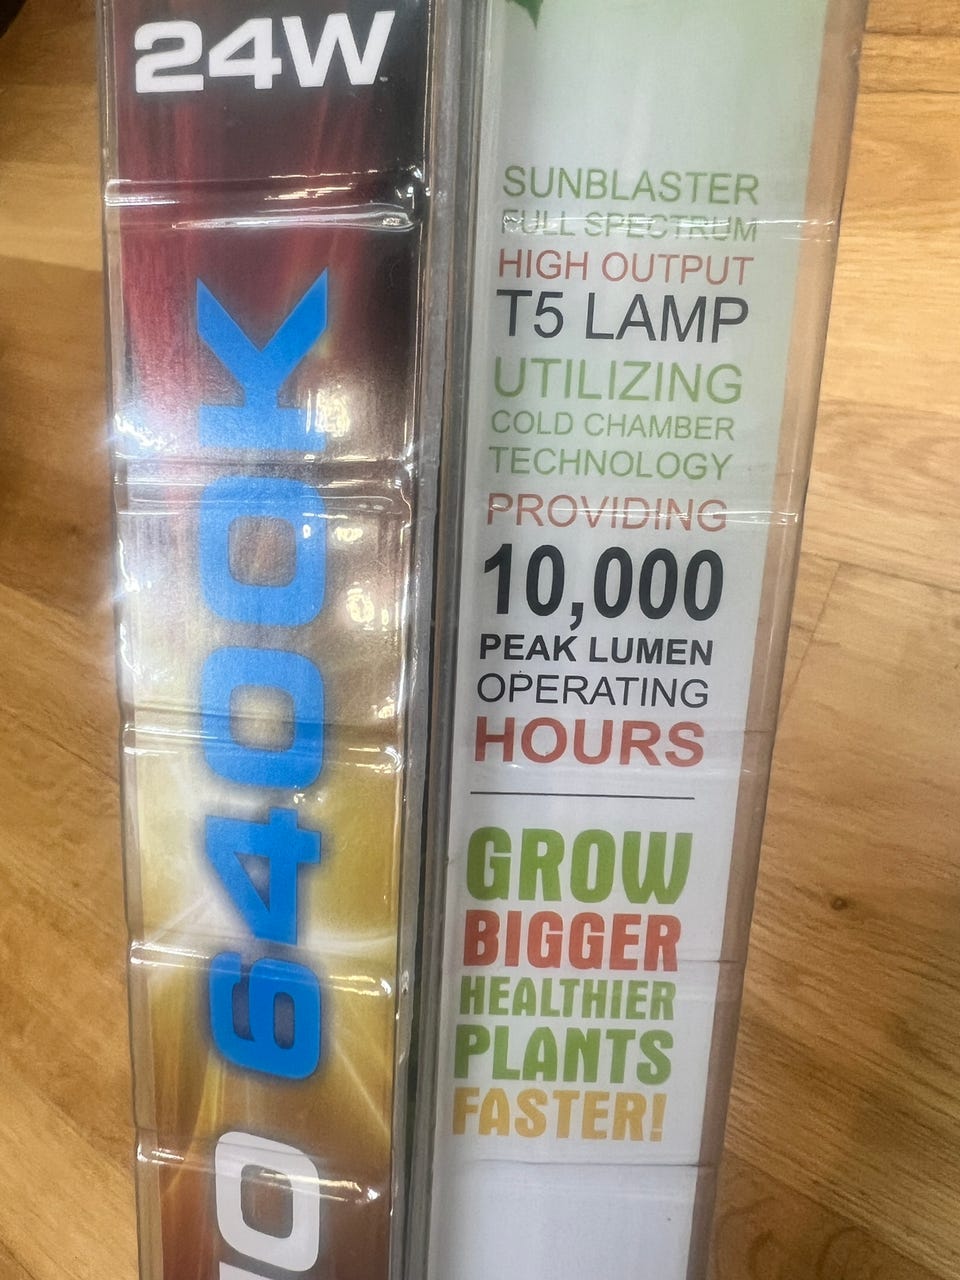 24W
6400K
HO
SUNBLASTER
FULL SPECTRUM
HIGH OUTPUT
T5 LAMP
UTILIZING
COLD CHAMBER
TECHNOLOGY
PROVIDING
10,000
PEAK LUMEN
OPERATING
HOURS
GROW
BIGGER
HEALTHIER
PLANTS
FASTER!